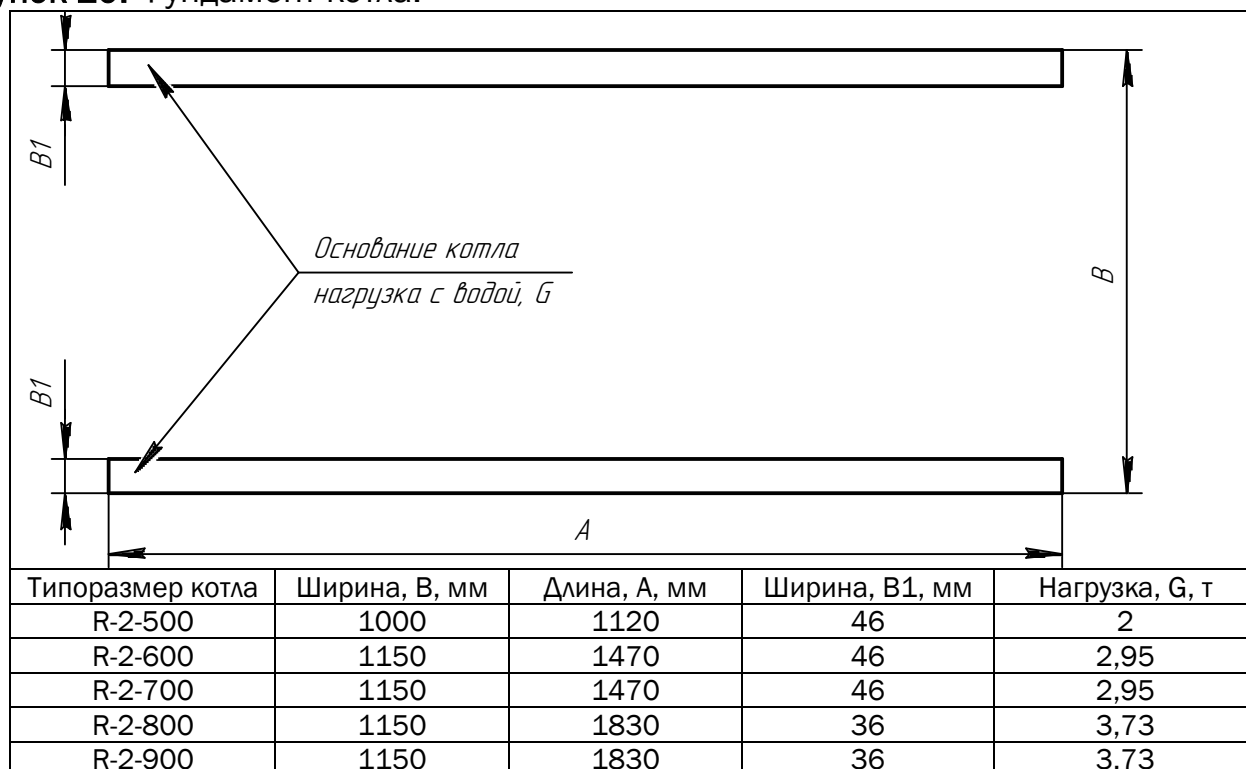 Фундамент котла.
B1
Основание котла
нагрузка с водой, G
B
B1
A
Типоразмер котла Ширина, B, мм Длина, A, мм Ширина, B1, мм Нагрузка, G, т
R-2-500 1000 1120 46 2
R-2-600 1150 1470 46 2,95
R-2-700 1150 1470 46 2,95
R-2-800 1150 1830 36 3,73
R-2-900 1150 1830 36 3,73